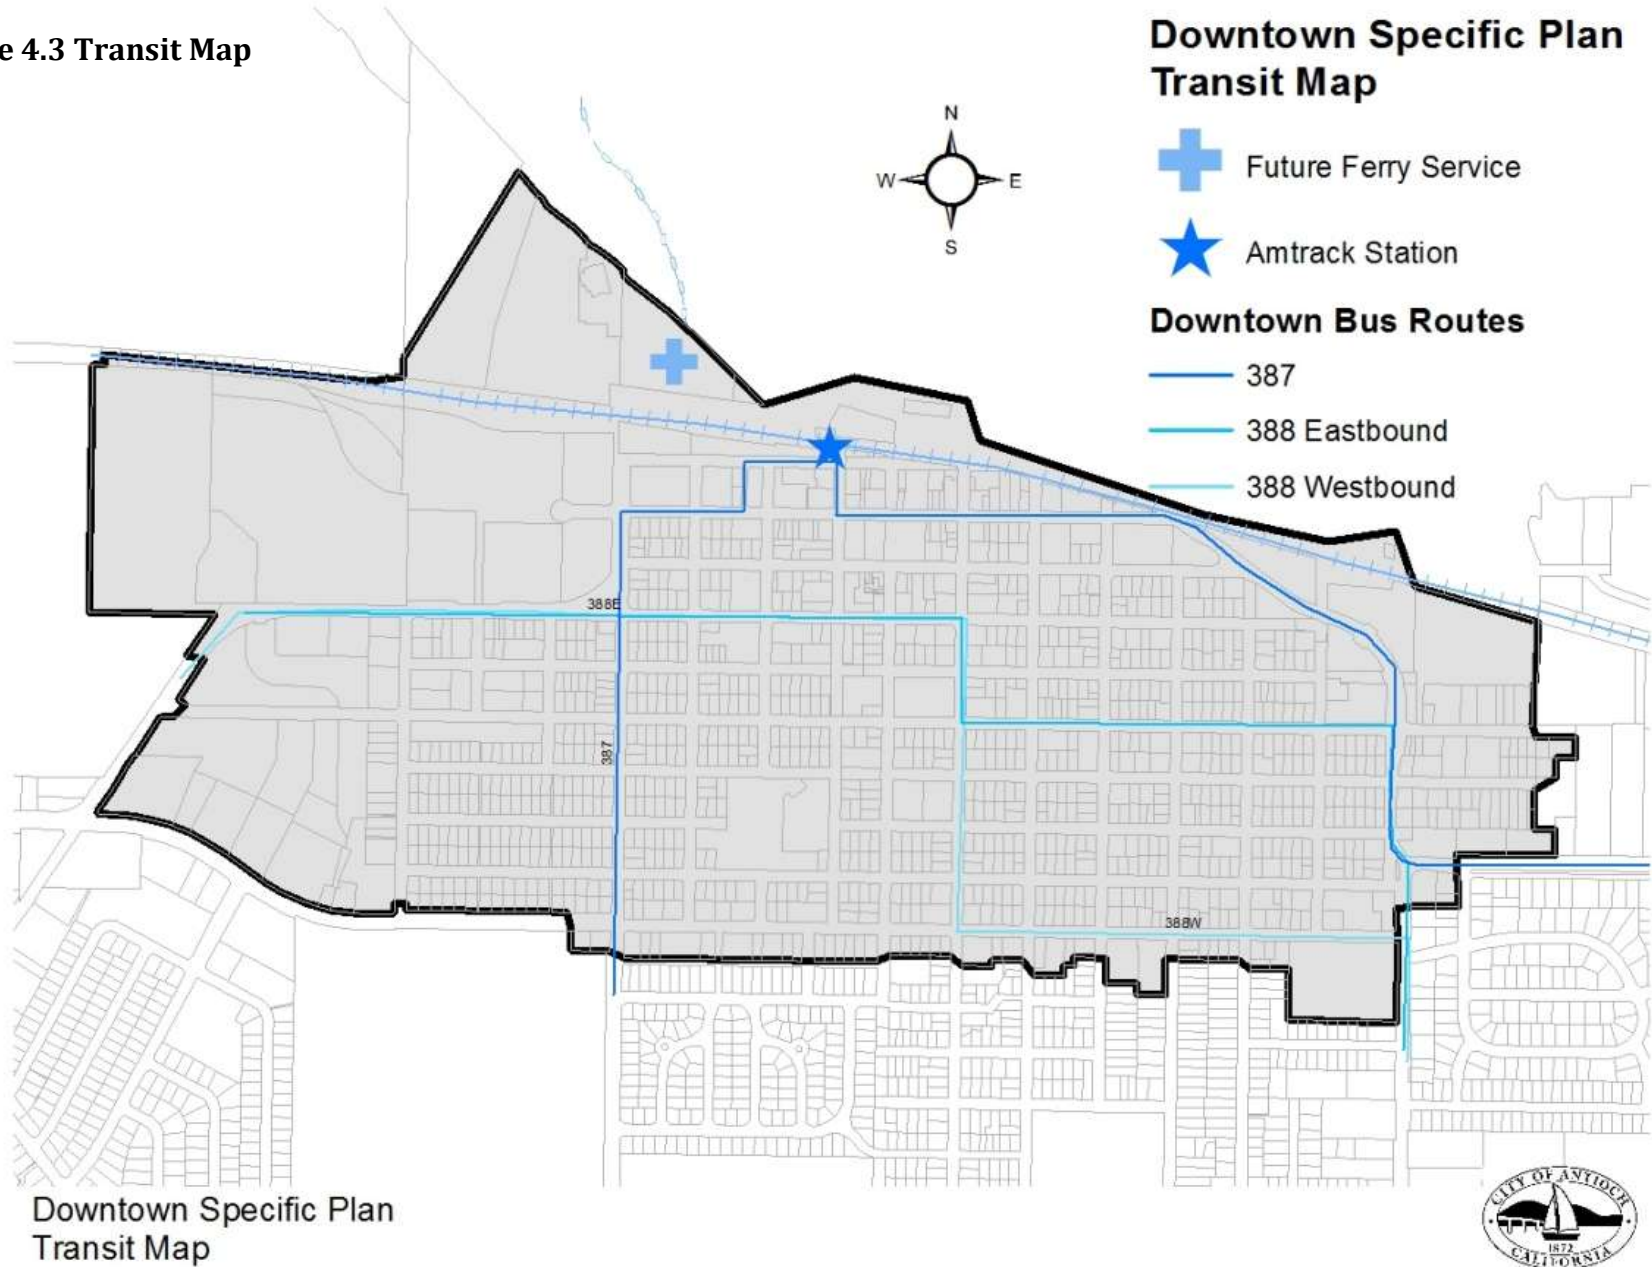 e 4.3 Transit Map
Downtown Specific Plan
Transit Map
N
W
E
S
Future Ferry Service
Amtrack Station
Downtown Bus Routes
387
388 Eastbound
388 Westbound
388E
387
388W
Downtown Specific Plan
Transit Map
CITY OF ANTIOCH
1872
CALIFORNIA